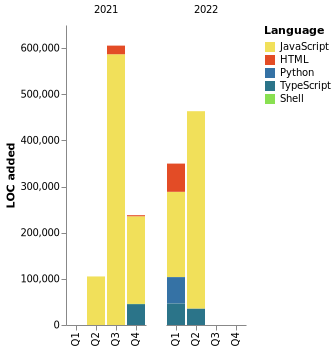 2021 2022
Language
JavaScript
HTML
Python
TypeScript
Shell
LOC added
600,000
500,000
400,000
300,000
200,000
100,000
0
Q1 Q2 Q3 Q4 Q1 Q2 Q3 Q4